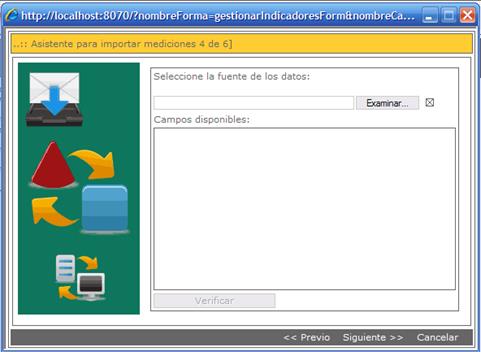 http://localhost:8070/?nombreForma=gestionarIndicadoresForm&nombreCa...
..:: Asistente para importar mediciones 4 de 6]
Seleccione la fuente de los datos:
Examinar...
Campos disponibles:
Verificar
<< Previo Siguiente >> Cancelar